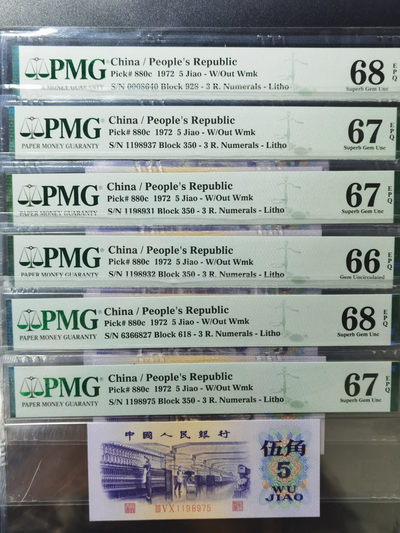 PMG
PAPER MONEY GUARANTY
China / People's Republic
Pick# 880c 1972 5 Jiao - W/Out Wmk
S/N 0008640 Block 928 - 3 R. Numerals - Litho
68 EPQ
Superb Gem Unc
PMG
PAPER MONEY GUARANTY
China / People's Republic
Pick# 880c 1972 5 Jiao - W/Out Wmk
S/N 1198937 Block 350 - 3 R. Numerals - Litho
67 EPQ
Superb Gem Unc
PMG
PAPER MONEY GUARANTY
China / People's Republic
Pick# 880c 1972 5 Jiao - W/Out Wmk
S/N 1198931 Block 350 - 3 R. Numerals - Litho
67 EPQ
Superb Gem Unc
PMG
PAPER MONEY GUARANTY
China / People's Republic
Pick# 880c 1972 5 Jiao - W/Out Wmk
S/N 1198932 Block 350 - 3 R. Numerals - Litho
66 EPQ
Gem Uncirculated
PMG
PAPER MONEY GUARANTY
China / People's Republic
Pick# 880c 1972 5 Jiao - W/Out Wmk
S/N 6366827 Block 618 - 3 R. Numerals - Litho
68 EPQ
Superb Gem Unc
PMG
PAPER MONEY GUARANTY
China / People's Republic
Pick# 880c 1972 5 Jiao - W/Out Wmk
S/N 1198975 Block 350 - 3 R. Numerals - Litho
67 EPQ
Superb Gem Unc
中國人民銀行
伍角
5
WU
JIAO
VX1198975